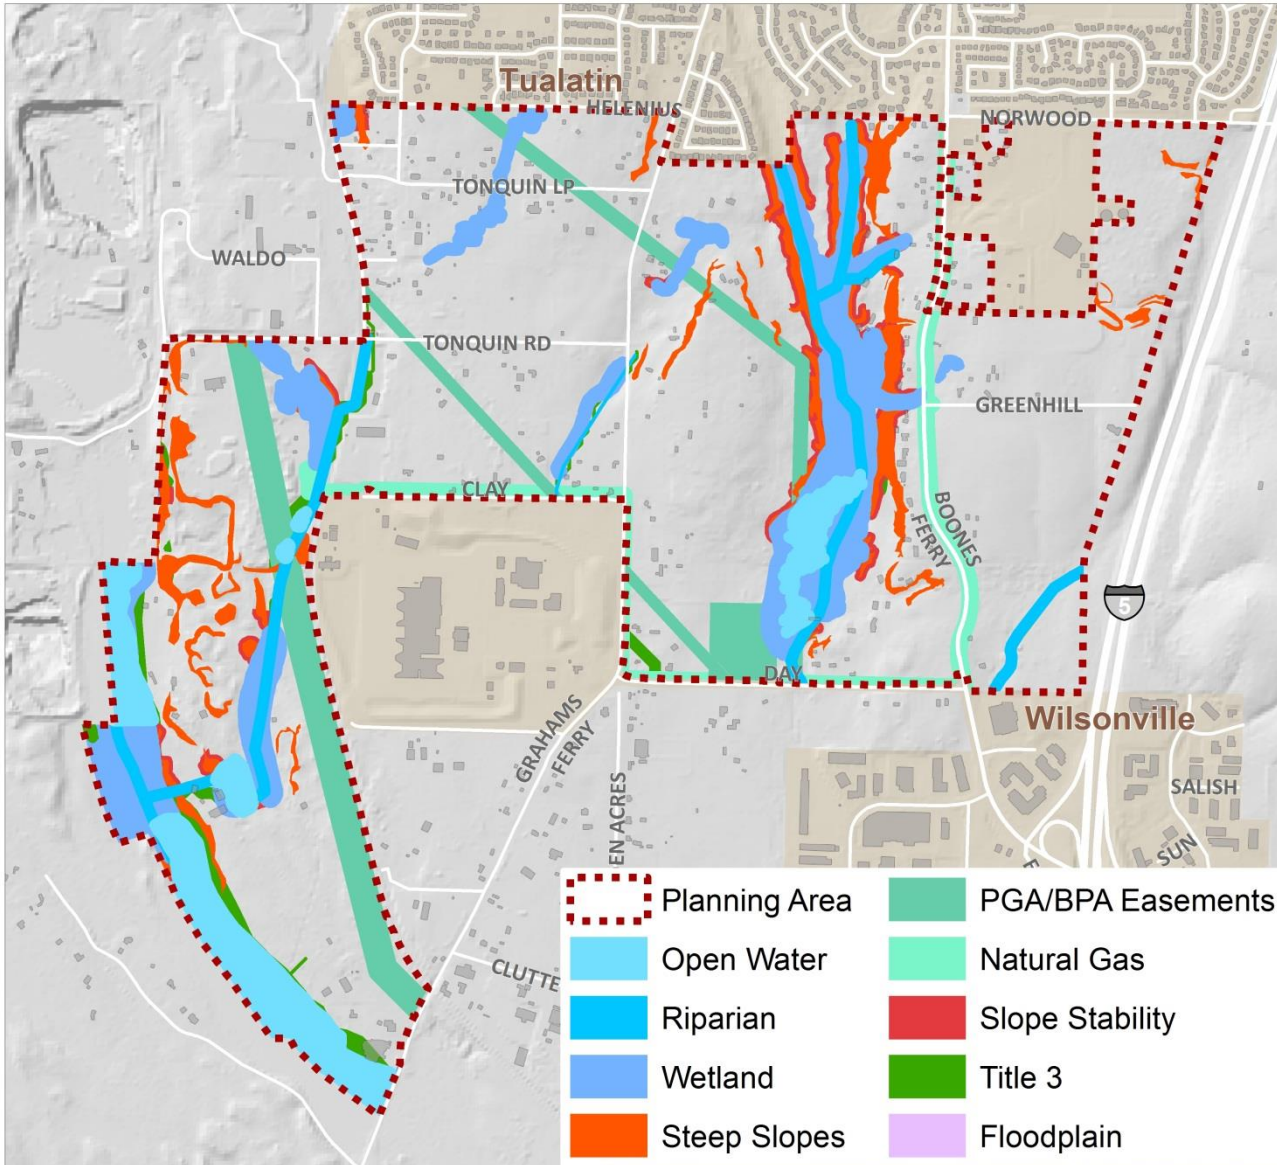 Tualatin
HELENIUS
NORWOOD
TONQUIN LP
WALDO
TONQUIN RD
GREENHILL
CLAY
BOONES
FERRY
5
DAY
GRAHAMS
FERRY
Wilsonville
SALISH
SUN
EN ACRES
CLUTTE
Planning Area
PGA/BPA Easements
Open Water
Natural Gas
Riparian
Slope Stability
Wetland
Title 3
Steep Slopes
Floodplain